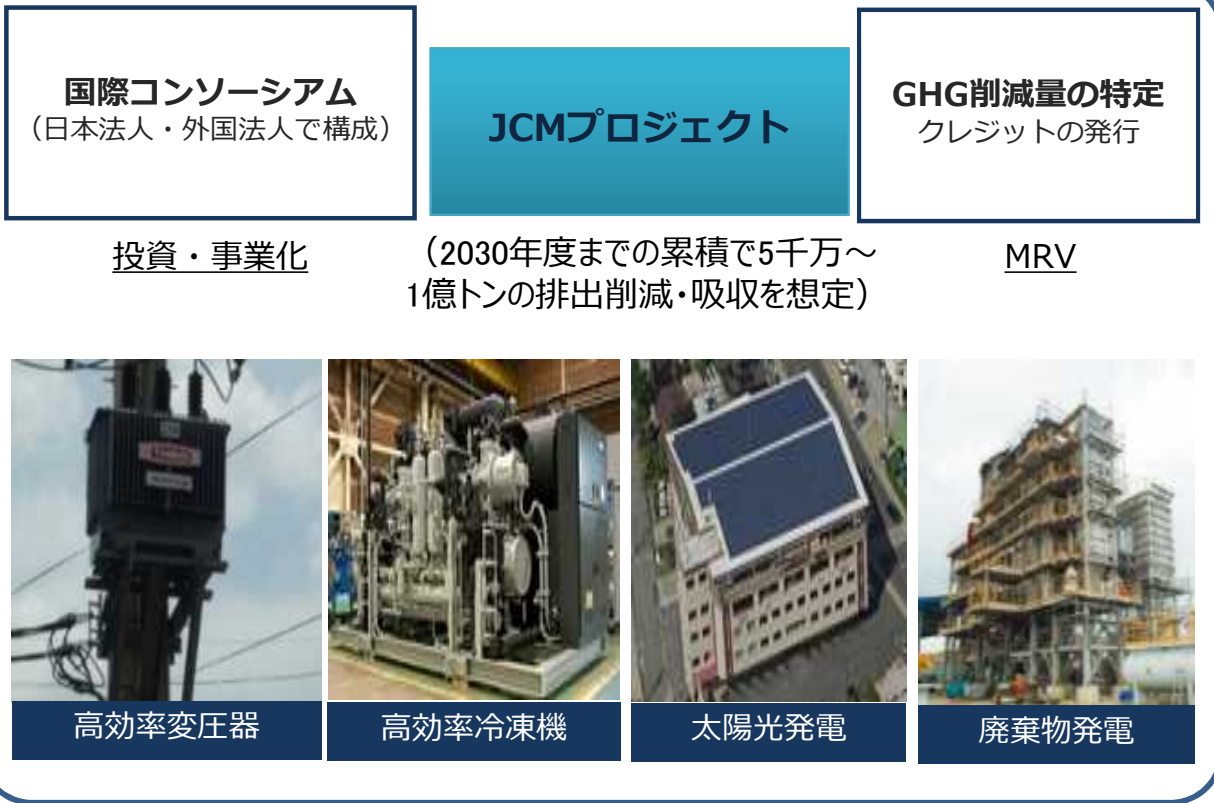 国際コンソーシアム
（日本法人・外国法人で構成）
JCMプロジェクト
GHG削減量の特定
クレジットの発行
投資・事業化
（2030年度までの累積で5千万～
1億トンの排出削減・吸収を想定）
MRV
高効率変圧器
高効率冷凍機
太陽光発電
廃棄物発電